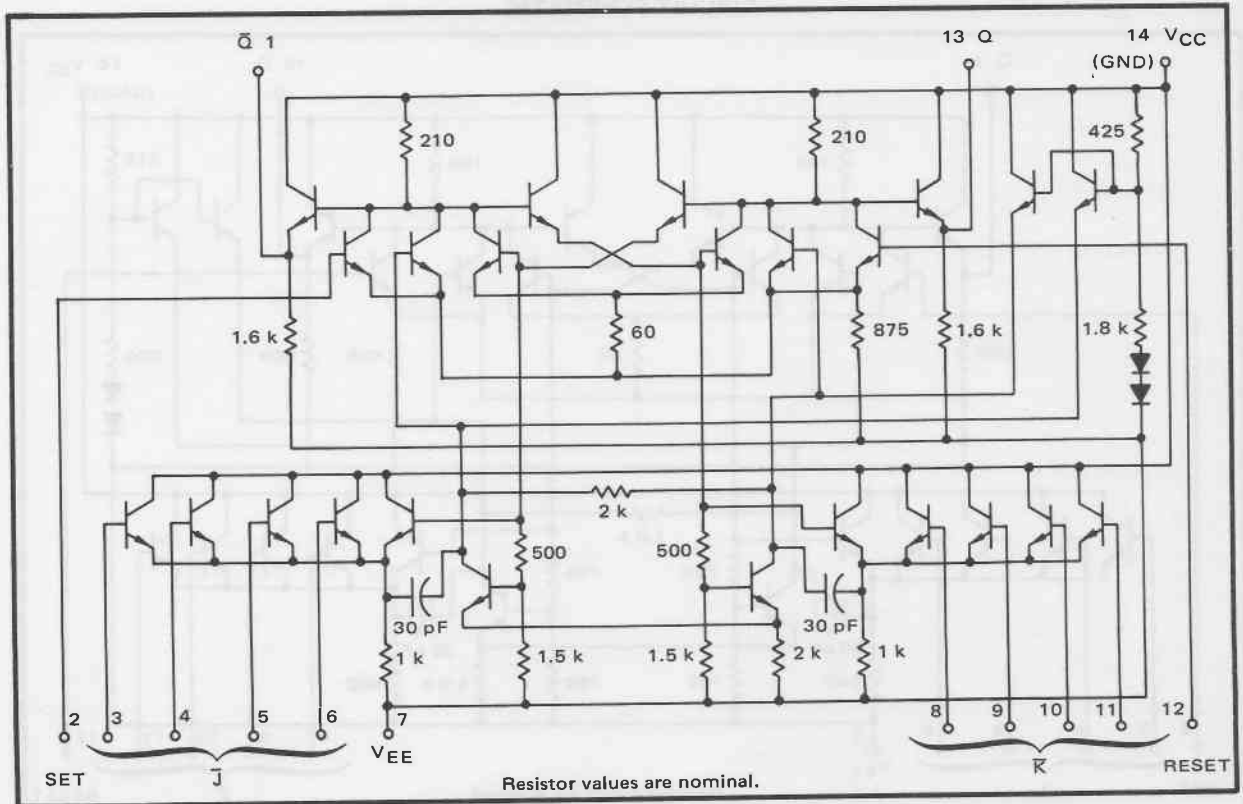 Q̄ 1
13 Q
14 VCC
(GND)
210
210
425
1.6 k
60
875
1.6 k
1.8 k
2 k
500
500
30 pF
30 pF
1 k
1.5 k
1.5 k
2 k
1 k
2
3
4
5
6
7
8
9
10
11
12
SET
J̄
VEE
K̄
RESET
Resistor values are nominal.